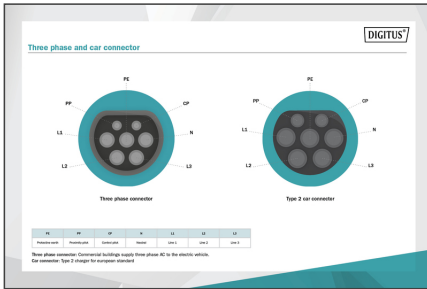 DIGITUS®
Three phase and car connector
PE
PP
CP
L1
N
L2
L3
Three phase connector
PE
PP
CP
L1
N
L2
L3
Type 2 car connector
PE PP CP N L1 L2 L3
Protective earth Proximity pilot Control pilot Neutral Line 1 Line 2 Line 3
Three phase connector: Commercial buildings supply three phase AC to the electric vehicle.
Car connector: Type 2 charger for european standard